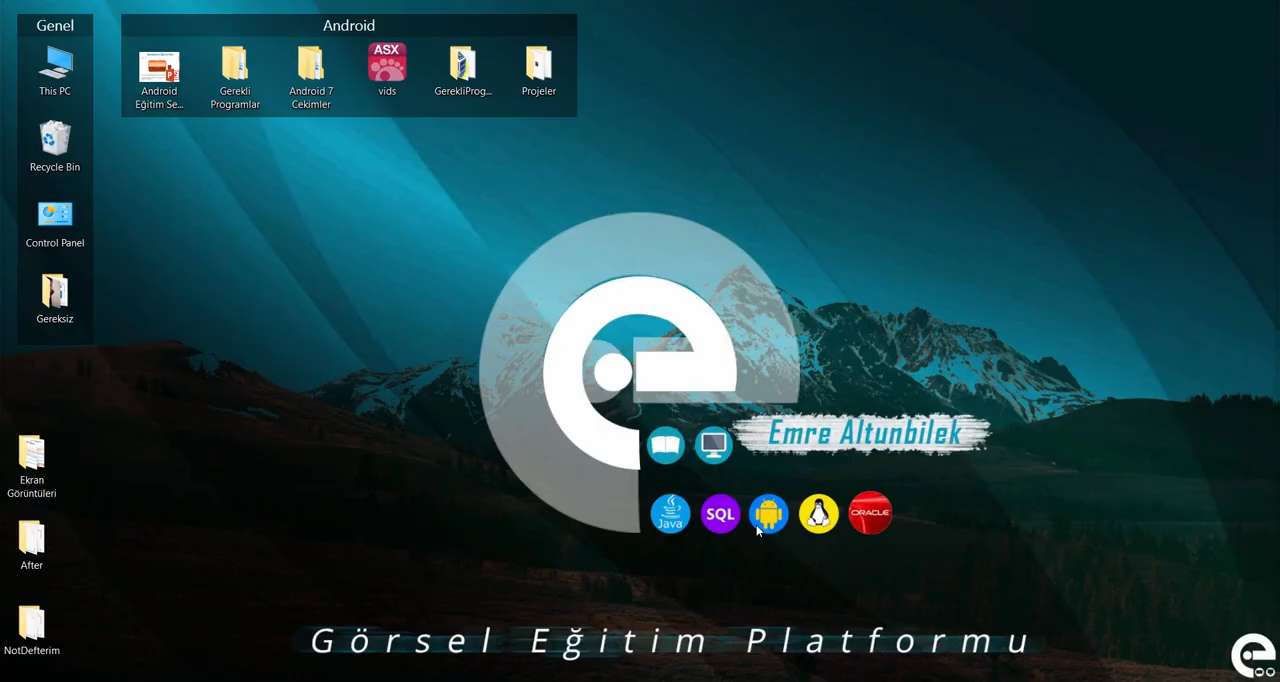 Genel
Android
This PC
Android
Eğitim Se...
Gerekli
Programlar
Android 7
Cekimler
ASX
vids
GerekliProg...
Projeler
Recycle Bin
Control Panel
Gereksiz
Emre Altunbilek
Java
SQL
ORACLE
Ekran
Görüntüleri
After
NotDefterim
Görsel Eğitim Platformu